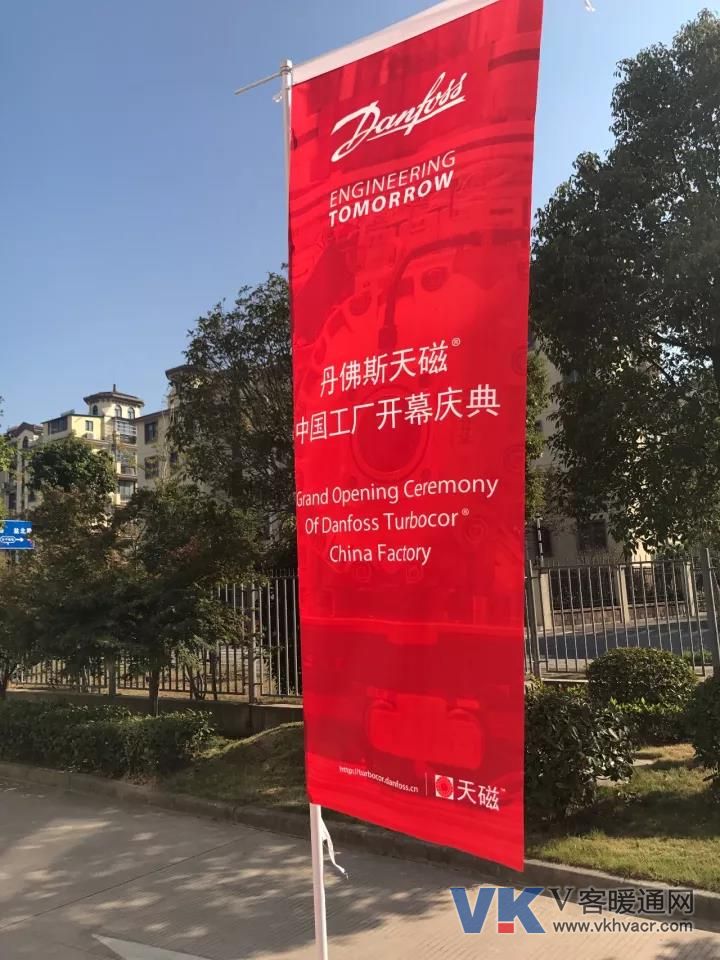 Danfoss
ENGINEERING
TOMORROW
丹佛斯天磁®
中国工厂开幕庆典
Grand Opening Ceremony
Of Danfoss Turbocor®
China Factory
http://turbocor.danfoss.cn
天磁™
VK V客暖通网
www.vkhvacr.com